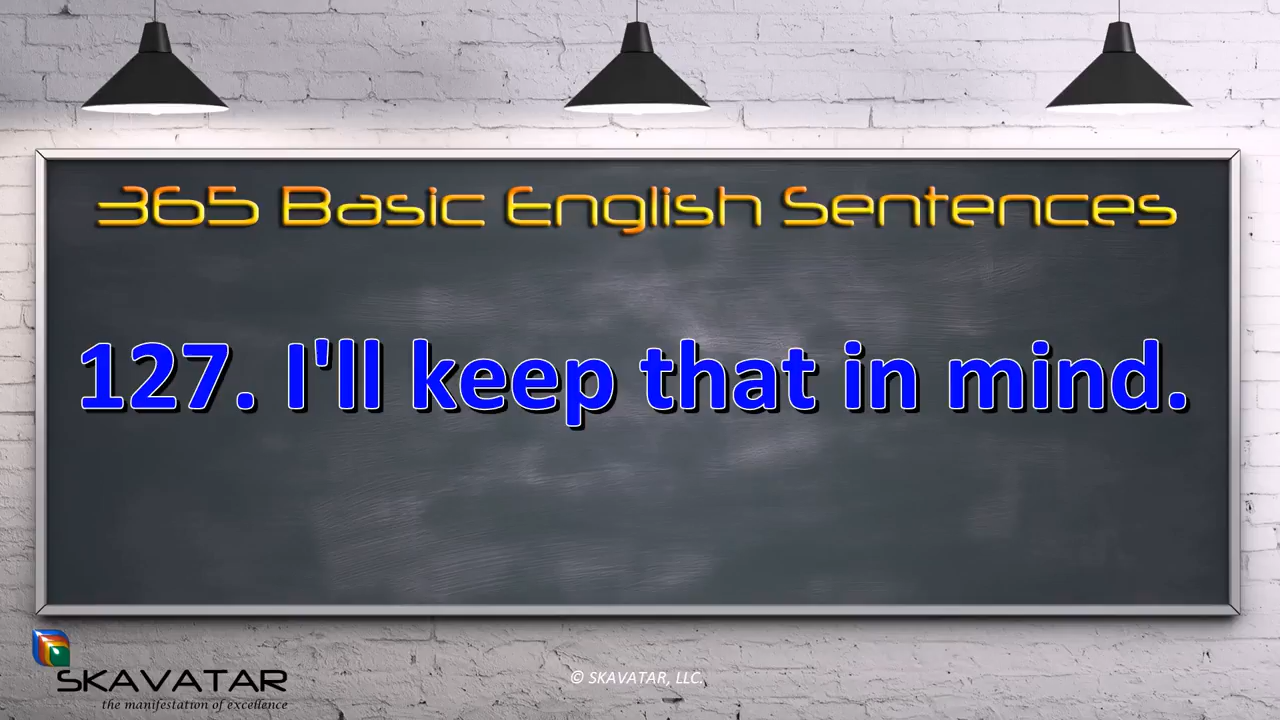 365 Basic English Sentences
127. I'll keep that in mind.
SKAVATAR
the manifestation of excellence
© SKAVATAR, LLC.